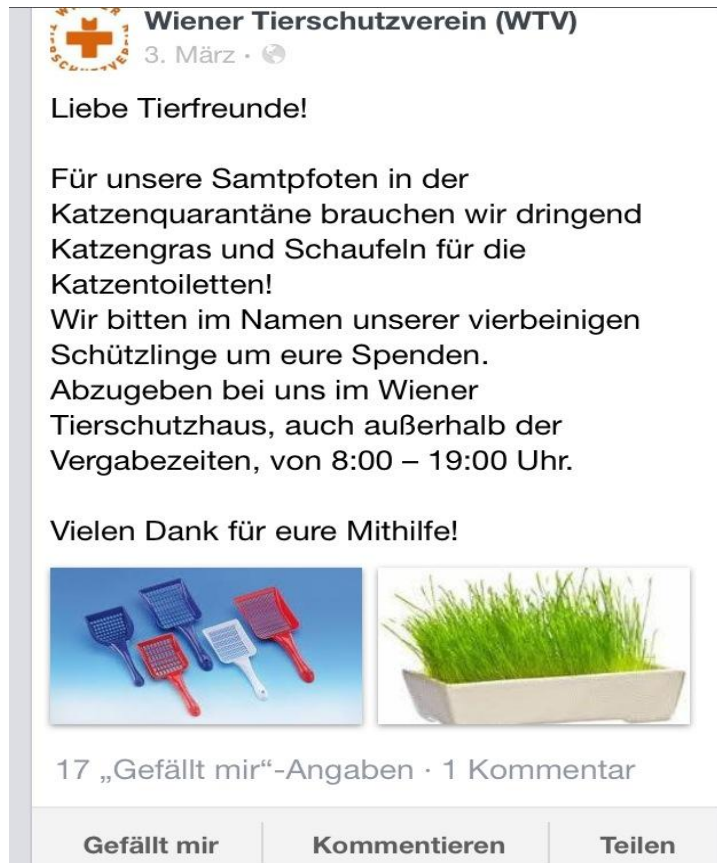 WIENER
TIERSCHUTZVEREIN
Wiener Tierschutzverein (WTV)
3. März ·
Liebe Tierfreunde!
Für unsere Samtpfoten in der
Katzenquarantäne brauchen wir dringend
Katzengras und Schaufeln für die
Katzentoiletten!
Wir bitten im Namen unserer vierbeinigen
Schützlinge um eure Spenden.
Abzugeben bei uns im Wiener
Tierschutzhaus, auch außerhalb der
Vergabezeiten, von 8:00 – 19:00 Uhr.
Vielen Dank für eure Mithilfe!
17 „Gefällt mir“-Angaben · 1 Kommentar
Gefällt mir
Kommentieren
Teilen